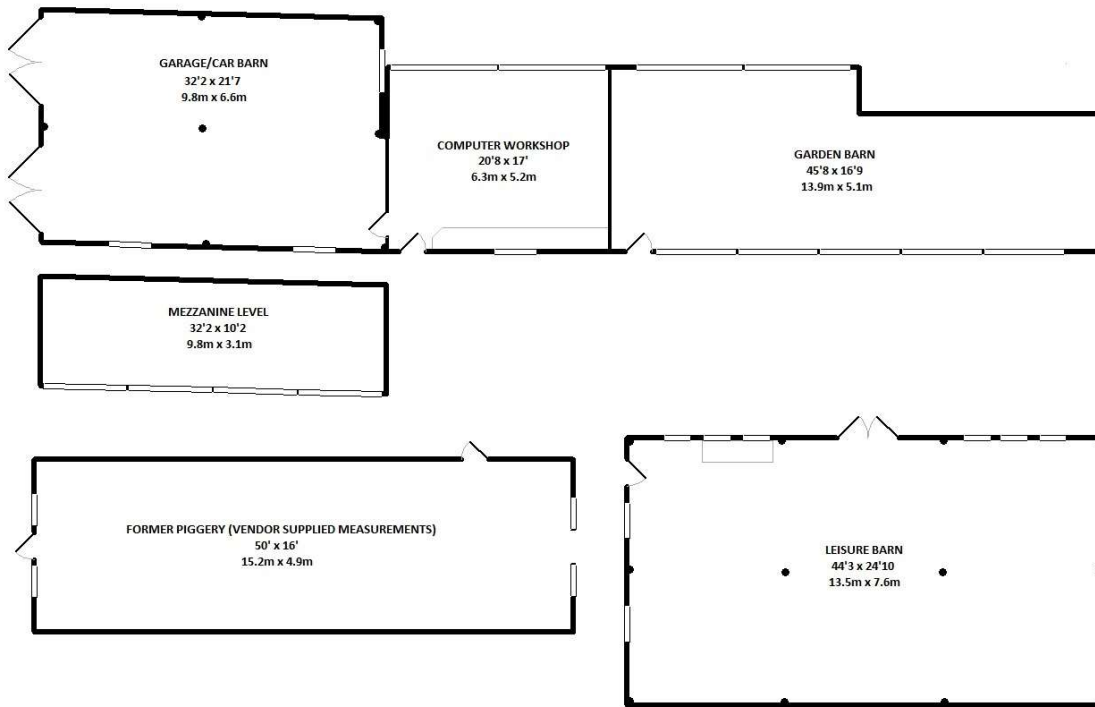 GARAGE/CAR BARN
32'2 x 21'7
9.8m x 6.6m
COMPUTER WORKSHOP
20'8 x 17'
6.3m x 5.2m
GARDEN BARN
45'8 x 16'9
13.9m x 5.1m
MEZZANINE LEVEL
32'2 x 10'2
9.8m x 3.1m
FORMER PIGGERY (VENDOR SUPPLIED MEASUREMENTS)
50' x 16'
15.2m x 4.9m
LEISURE BARN
44'3 x 24'10
13.5m x 7.6m